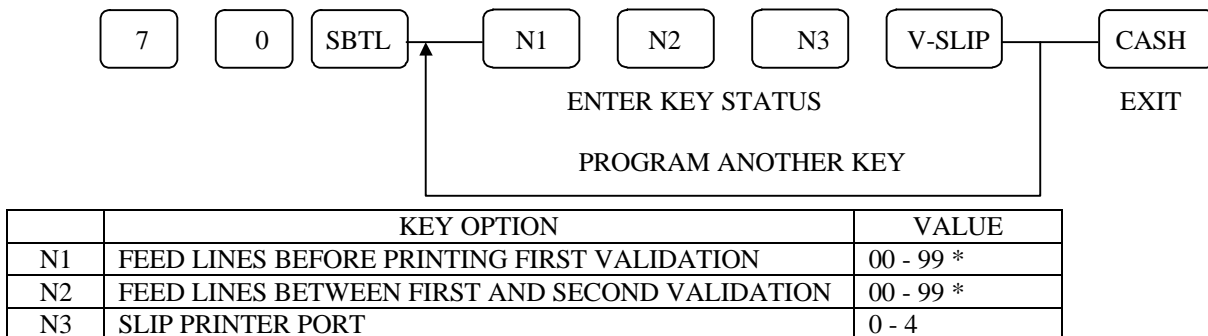 7 0 SBTL N1 N2 N3 V-SLIP CASH
ENTER KEY STATUS EXIT
PROGRAM ANOTHER KEY
KEY OPTION VALUE
N1 FEED LINES BEFORE PRINTING FIRST VALIDATION 00 - 99 *
N2 FEED LINES BETWEEN FIRST AND SECOND VALIDATION 00 - 99 *
N3 SLIP PRINTER PORT 0 - 4